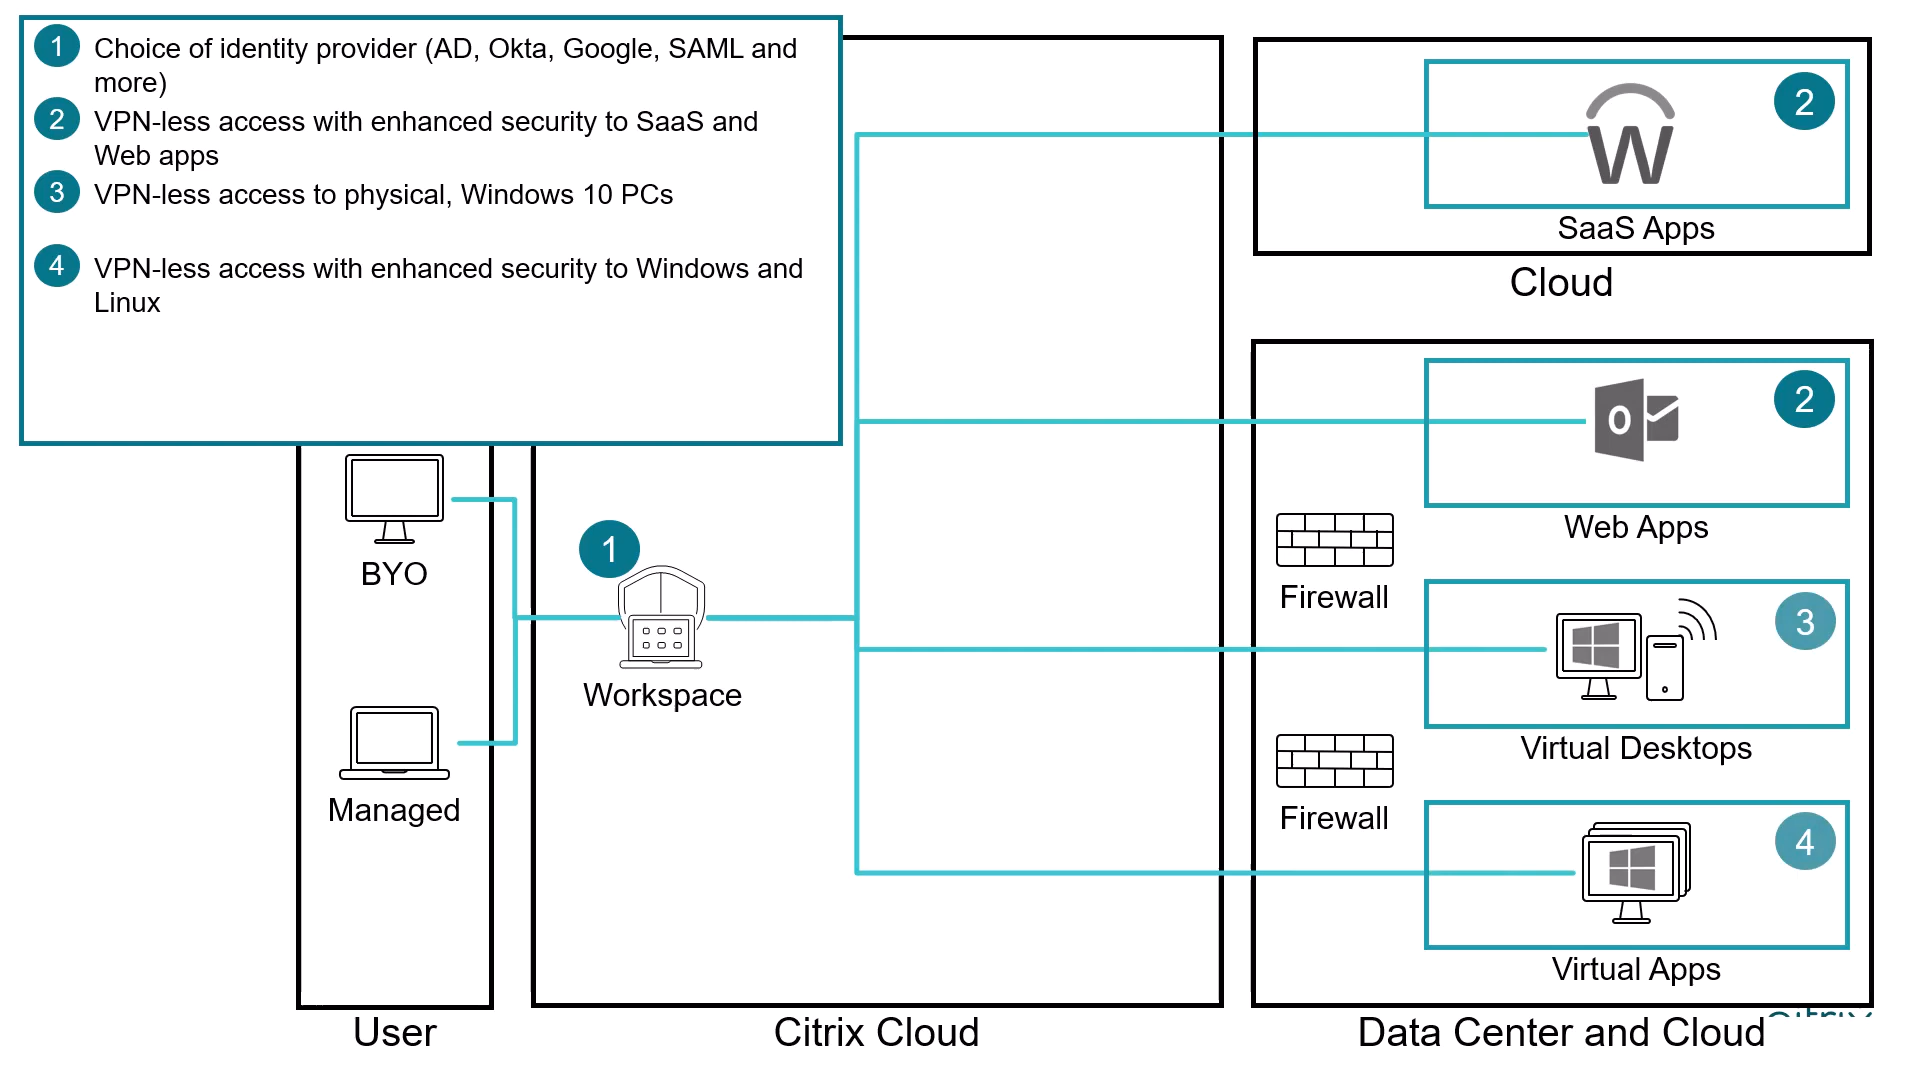 1 Choice of identity provider (AD, Okta, Google, SAML and
more)
2 VPN-less access with enhanced security to SaaS and
Web apps
3 VPN-less access to physical, Windows 10 PCs
4 VPN-less access with enhanced security to Windows and
Linux
2
W
SaaS Apps
Cloud
2
O
Web Apps
BYO
1
Firewall
3
Workspace
Virtual Desktops
Managed
Firewall
4
Virtual Apps
User
Citrix Cloud
Data Center and Cloud
citrix